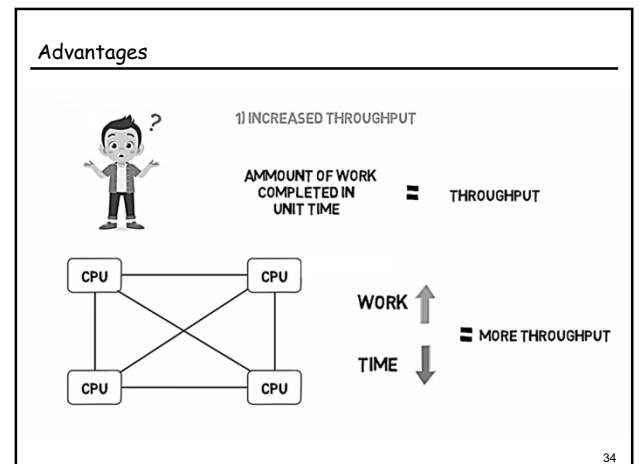 Advantages
?
1) INCREASED THROUGHPUT
AMMOUNT OF WORK
COMPLETED IN
UNIT TIME
=
THROUGHPUT
CPU
CPU
CPU
CPU
WORK
TIME
= MORE THROUGHPUT
34